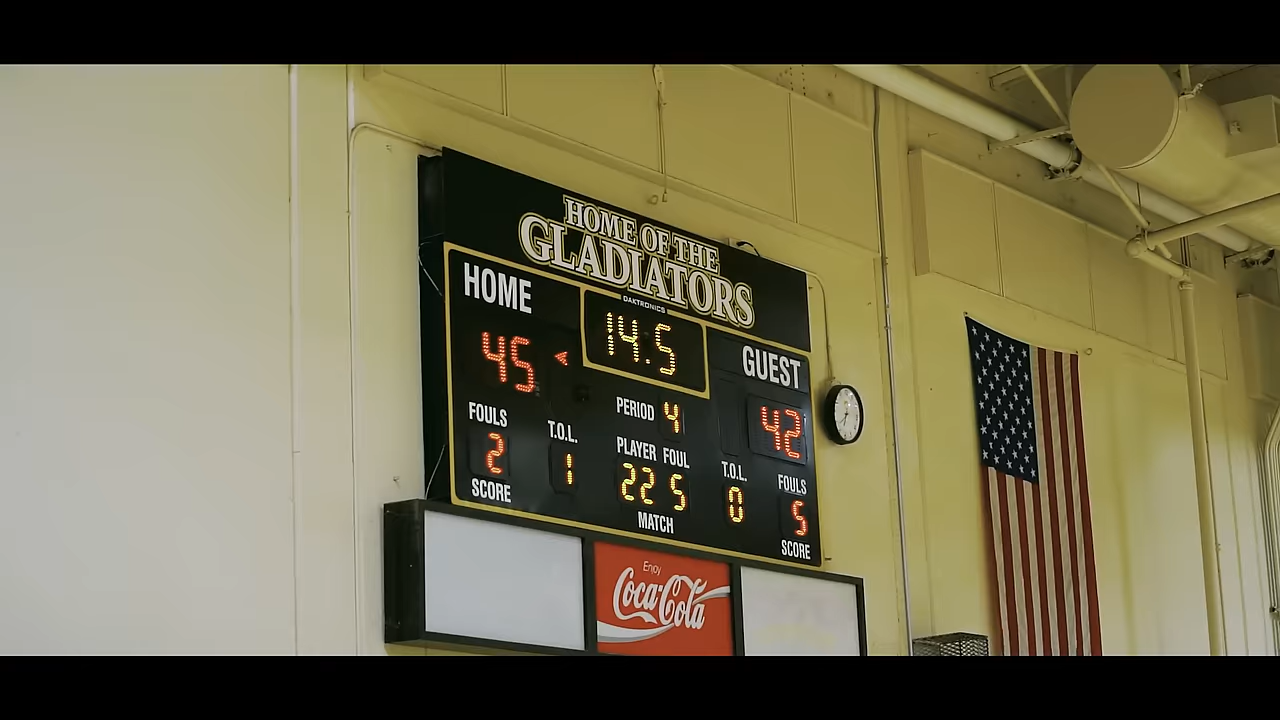 HOME OF THE
GLADIATORS
DAKTRONICS
HOME
14.5
GUEST
45 <
PERIOD 4
42
FOULS
T.O.L.
PLAYER FOUL
T.O.L.
FOULS
2
1
22 5
0
5
SCORE
MATCH
SCORE
Enjoy
Coca-Cola